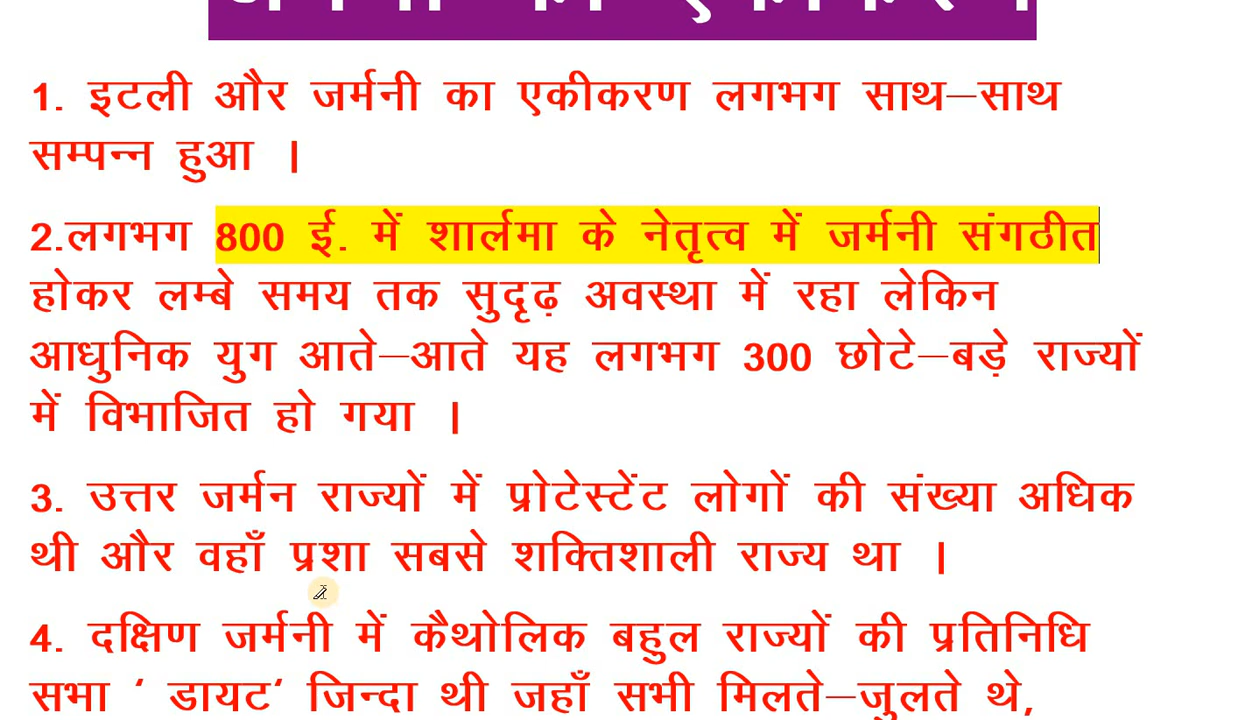 1. इटली और जर्मनी का एकीकरण लगभग साथ–साथ
सम्पन्न हुआ ।
2.लगभग 800 ई. में शार्लमा के नेतृत्व में जर्मनी संगठीत
होकर लम्बे समय तक सुदृढ़ अवस्था में रहा लेकिन
आधुनिक युग आते–आते यह लगभग 300 छोटे–बड़े राज्यों
में विभाजित हो गया ।
3. उत्तर जर्मन राज्यों में प्रोटेस्टेंट लोगों की संख्या अधिक
थी और वहाँ प्रशा सबसे शक्तिशाली राज्य था ।
4. दक्षिण जर्मनी में कैथोलिक बहुल राज्यों की प्रतिनिधि
सभा ‘ डायट‘ जिन्दा थी जहाँ सभी मिलते–जुलते थे,